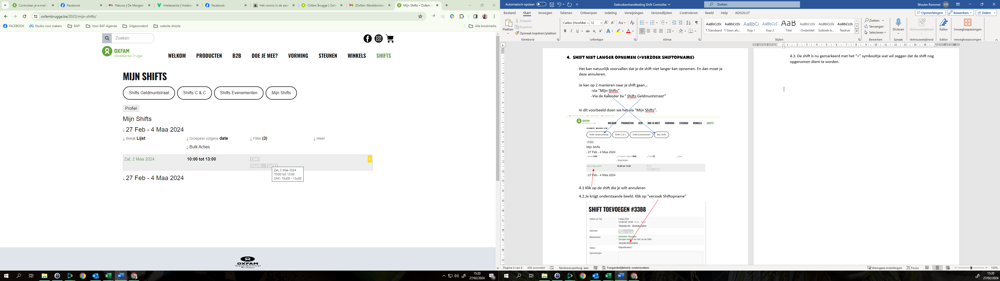 Controleer je e-mail
Facebook
Nieuws | De Morgen
Vredesactie | Vredesac
Facebook
Het vonnis in de zaak
Oxfam Brugge | Oxfa
[Oxfam Wereldwinkel
Mijn Shifts – Oxfam W
oxfambrugge.be/2023/mijn-shifts/
FACEBOOK
Studio voor makers
BAF!
Voor BAF-Agenda
Uitgezonderd
website shizzle
Alle bookmarks
Zoeken
OXFAM
Wereldwinkel Brugge
WELKOM PRODUCTEN B2B DOE JE MEE? VORMING STEUNEN WINKELS SHIFTS
MIJN SHIFTS
Shifts Geldmuntstraat
Shifts C & C
Shifts Evenementen
Mijn Shifts
Profiel
Mijn Shifts
↓27 Feb - 4 Maa 2024
↓ Bekijk Lijst
↓ Groepeer volgens date
↓ Filter (3)
↓ Meer
↓ Bulk Acties
Zat, 2 Maa 2024
10:00 tot 13:00
GM1
>
10u00 - 13u00
Zat, 2 Maa 2024
10:00 tot 13:00
GM1 10u00 - 13u00
↓27 Feb - 4 Maa 2024
OXFAM
Wereldwinkel
Brugge
15:20
27/02/2024
18
Automatisch opslaan
Gebruikershandleiding Shift Controller
Zoeken
Wouter Rommel
WR
Bestand Start Invoegen Tekenen Ontwerpen Indeling Verwijzingen Verzendlijsten Controleren Beeld Help ADSOLUT
Opmerkingen
Bewerken
Delen
Plakken
Knippen
Kopiëren
Opmaak kopiëren/plakken
Klembord
Calibri (Hoofdtel
12
Lettertype
Alinea
AaBbCcDc
¶ Standaard
AaBbCcDc
¶ Geen afs...
AaBbCc
Kop 1
AaBbCcD
Kop 2
AaB
Titel
AaBbCcDc
Ondertitel
AaBbCcDc
Subtiele b...
AaBbCcDc
Nadruk
Stijlen
Zoeken
Vervangen
Selecteren
Bewerken
Dicteren
Spraak
Vertrouwelijkheid
Vertrouwelijkheid
Editor
Editor
Invoegtoepassingen
Invoegtoepassingen
4. SHIFT NIET LANGER OPNEMEN (=VERZOEK SHIFTOPNAME)
Het kan natuurlijk voorvallen dat je de shift niet langer kan opnemen. En dan moet je
deze annuleren.
Je kan op 2 manieren naar je shift gaan...
-via “Mijn Shifts”
-Via de Kalender bv.” Shifts Geldmuntstraat”
In dit voorbeeld doen we het via “Mijn Shifts”.
OXFAM
WELKOM PRODUCTEN B2B DOE JE MEE? VORMING STEUNEN WINKELS SHIFTS
MIJN SHIFTS
Shifts Geldmuntstraat
Shifts C & C
Shifts Evenementen
Mijn Shifts
Profiel
Mijn Shifts
↓27 Feb - 4 Maa 2024
↓ Bekijk Lijst
↓ Groepeer volgens date
↓ Filter (3)
↓ Meer
↓ Bulk Acties
Zat, 2 Maa 2024
10:00 tot 13:00
↓27 Feb - 4 Maa 2024
4.1 Klik op de shift die je wilt annuleren
4.2.Je krijgt onderstaande beeld. Klik op “verzoek Shiftopname”
SHIFT TOEVOEGEN #3388
Datum en Tijd
2 Maa 2024
10:00 tot 13:00 10:00 - 13:00
Verander tijd Verander Datum
Kalender
GM1
10u00 - 13u00
Medewerker
Winkelier Georges
Georges werkt in de C&C en de GMS
Verzoek Shiftopname
Status
Gepubliceerd
Opmerkingen
4.3. De shift is nu gemarkeerd met het “>” symbooltje wat wil zeggen dat de shift nog
opgenomen dient te worden.
Pagina 6 van 6
436 woorden
Tekstvoorspelling: aan
Toegankelijkheid: onderzoeken
Weergave-instellingen
Focus
100%
15:20
27/02/2024